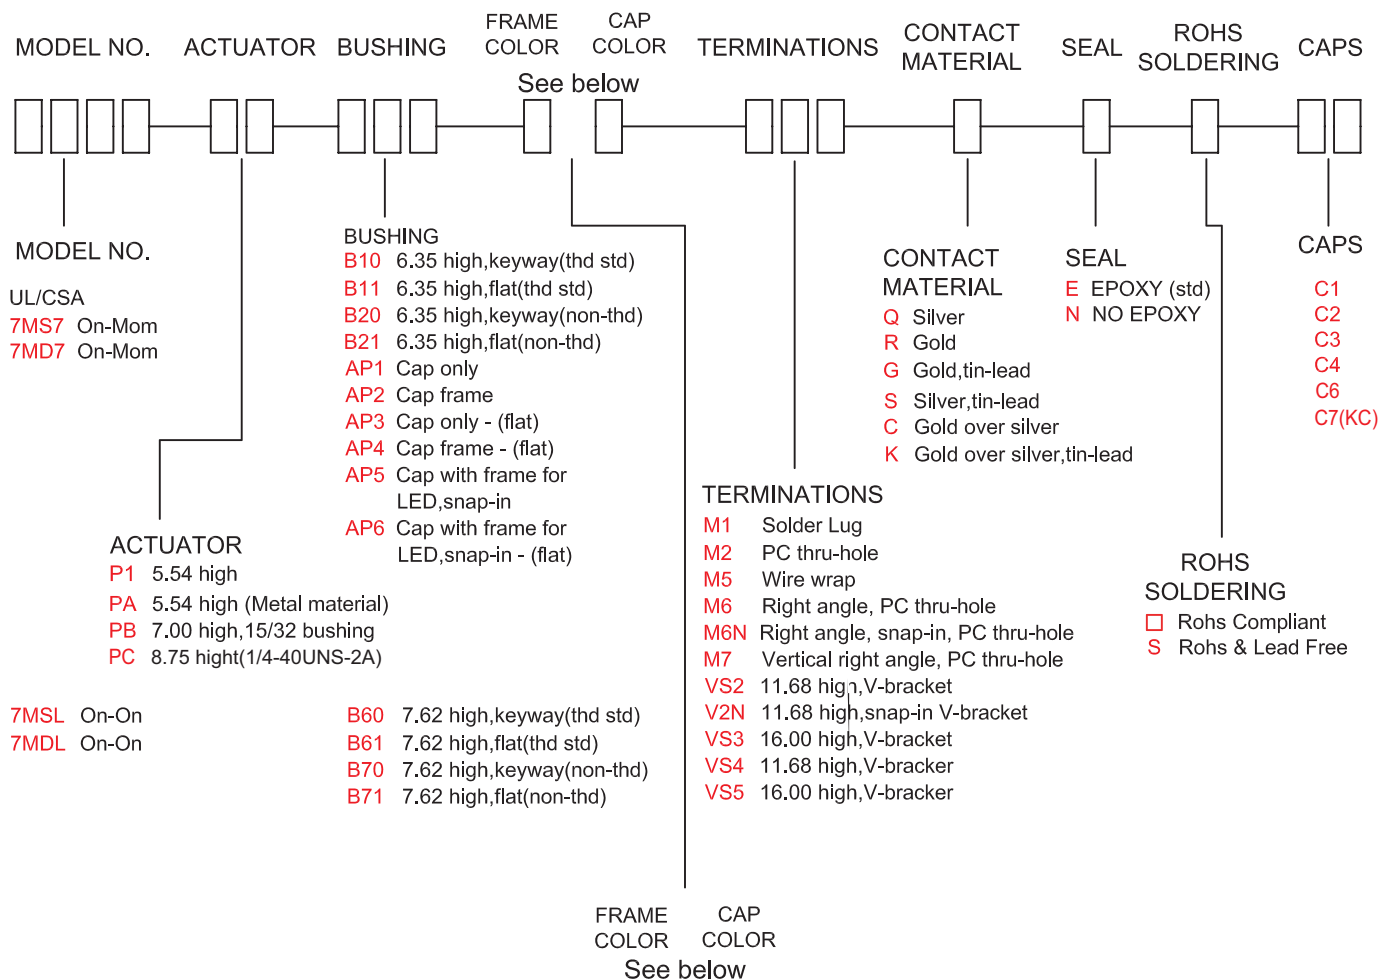 MODEL NO. ACTUATOR BUSHING FRAME COLOR CAP COLOR TERMINATIONS CONTACT MATERIAL SEAL ROHS SOLDERING CAPS
See below
MODEL NO.
UL/CSA
7MS7 On-Mom
7MD7 On-Mom
ACTUATOR
P1 5.54 high
PA 5.54 high (Metal material)
PB 7.00 high,15/32 bushing
PC 8.75 hight(1/4-40UNS-2A)
7MSL On-On
7MDL On-On
BUSHING
B10 6.35 high,keyway(thd std)
B11 6.35 high,flat(thd std)
B20 6.35 high,keyway(non-thd)
B21 6.35 high,flat(non-thd)
AP1 Cap only
AP2 Cap frame
AP3 Cap only - (flat)
AP4 Cap frame - (flat)
AP5 Cap with frame for
LED,snap-in
AP6 Cap with frame for
LED,snap-in - (flat)
B60 7.62 high,keyway(thd std)
B61 7.62 high,flat(thd std)
B70 7.62 high,keyway(non-thd)
B71 7.62 high,flat(non-thd)
FRAME COLOR CAP COLOR
See below
TERMINATIONS
M1 Solder Lug
M2 PC thru-hole
M5 Wire wrap
M6 Right angle, PC thru-hole
M6N Right angle, snap-in, PC thru-hole
M7 Vertical right angle, PC thru-hole
VS2 11.68 high,V-bracket
V2N 11.68 high,snap-in V-bracket
VS3 16.00 high,V-bracket
VS4 11.68 high,V-bracker
VS5 16.00 high,V-bracker
CONTACT
MATERIAL
Q Silver
R Gold
G Gold,tin-lead
S Silver,tin-lead
C Gold over silver
K Gold over silver,tin-lead
SEAL
E EPOXY (std)
N NO EPOXY
ROHS
SOLDERING
Rohs Compliant
S Rohs & Lead Free
CAPS
C1
C2
C3
C4
C6
C7(KC)